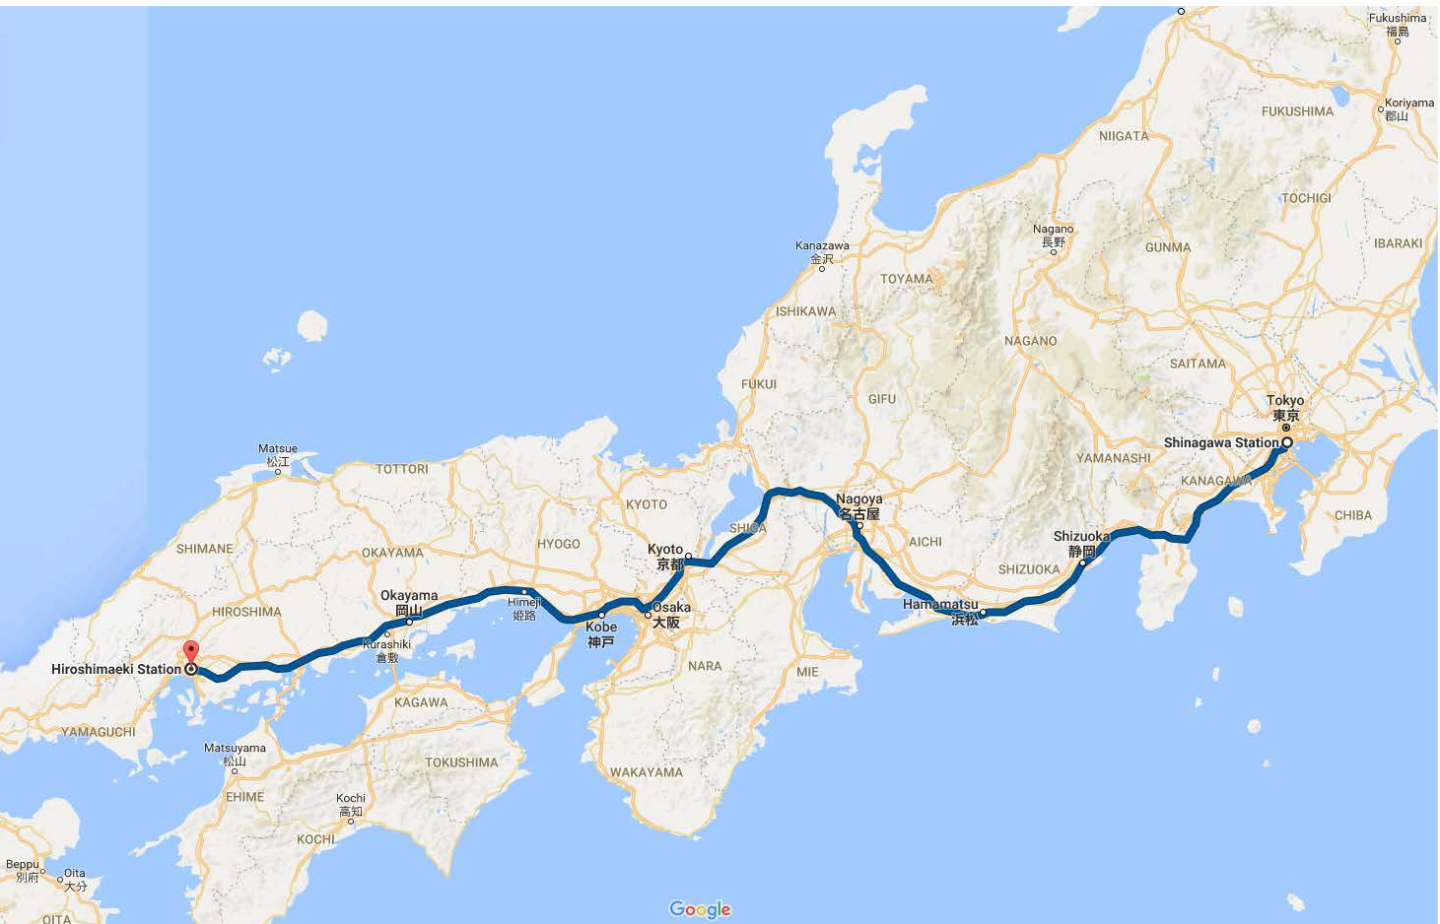 Fukushima
福島
Koriyama
郡山
FUKUSHIMA
NIIGATA
TOCHIGI
Nagano
長野
GUNMA
IBARAKI
Kanazawa
金沢
TOYAMA
ISHIKAWA
NAGANO
SAITAMA
FUKUI
GIFU
Tokyo
東京
Shinagawa Station
Matsue
松江
TOTTORI
YAMANASHI
KANAGAWA
KYOTO
Nagoya
名古屋
CHIBA
SHIGA
SHIMANE
OKAYAMA
HYOGO
Kyoto
京都
AICHI
Shizuoka
静岡
SHIZUOKA
HIROSHIMA
Okayama
岡山
Himeji
姫路
Osaka
大阪
Hamamatsu
浜松
Kobe
神戸
Kurashiki
倉敷
Hiroshimaeki Station
NARA
MIE
KAGAWA
YAMAGUCHI
Matsuyama
松山
TOKUSHIMA
WAKAYAMA
EHIME
Kochi
高知
KOCHI
Beppu
別府
Oita
大分
OITA
Google